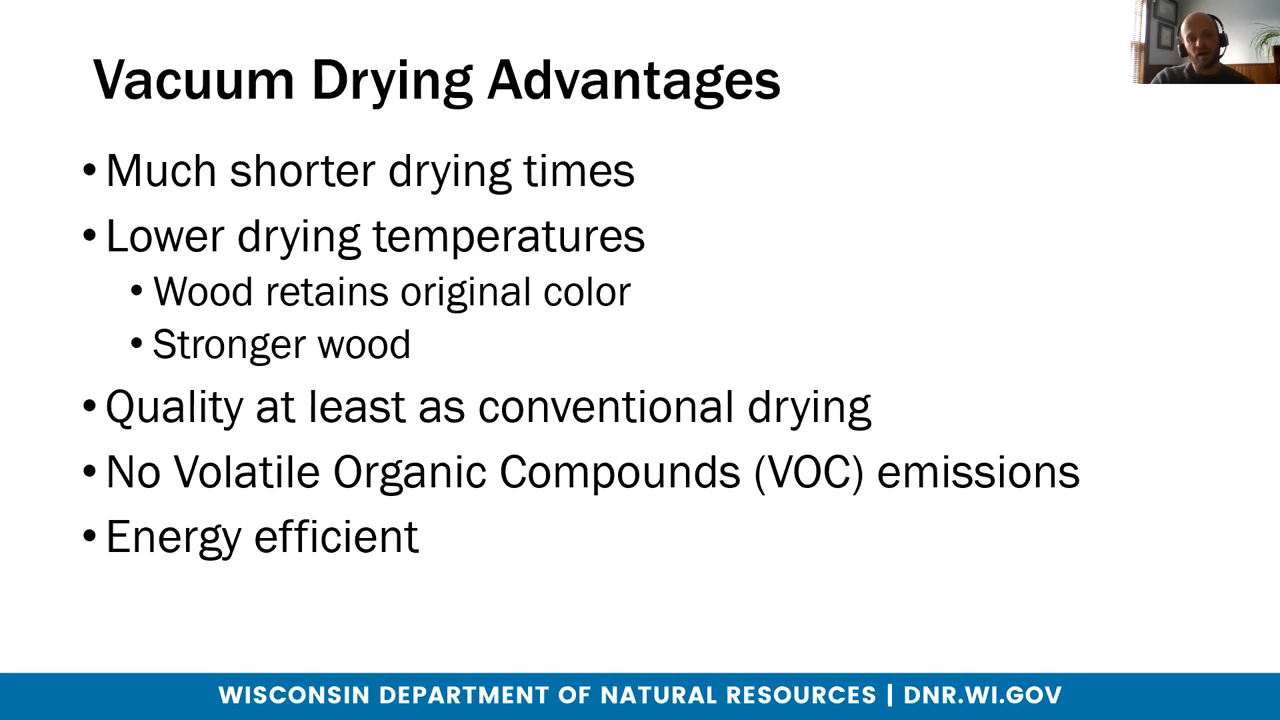 Vacuum Drying Advantages
• Much shorter drying times
• Lower drying temperatures
• Wood retains original color
• Stronger wood
• Quality at least as conventional drying
• No Volatile Organic Compounds (VOC) emissions
• Energy efficient
WISCONSIN DEPARTMENT OF NATURAL RESOURCES | DNR.WI.GOV